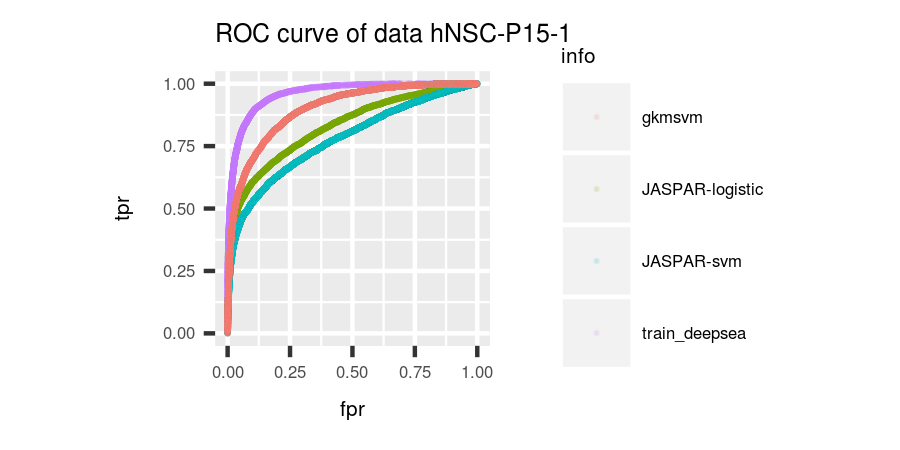 ROC curve of data hNSC-P15-1
info
1.00
0.75
0.50
0.25
0.00
tpr
0.00 0.25 0.50 0.75 1.00
fpr
gkmsvm
JASPAR-logistic
JASPAR-svm
train_deepsea